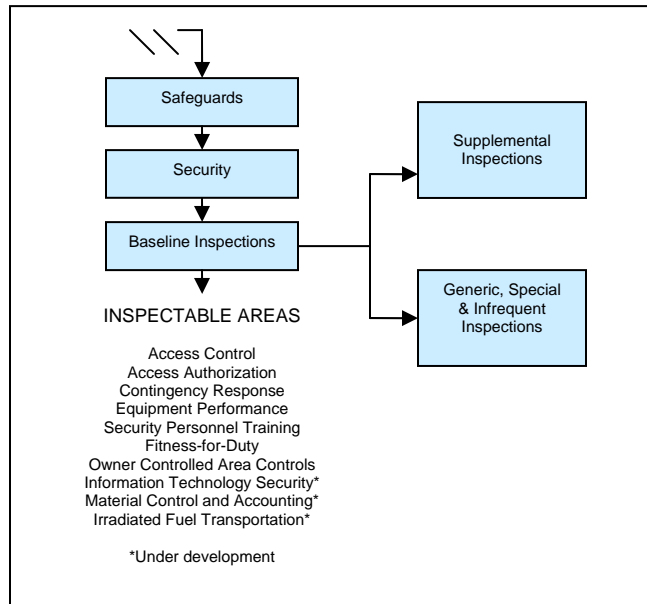 Safeguards
Security
Baseline Inspections
Supplemental
Inspections
Generic, Special
& Infrequent
Inspections
INSPECTABLE AREAS
Access Control
Access Authorization
Contingency Response
Equipment Performance
Security Personnel Training
Fitness-for-Duty
Owner Controlled Area Controls
Information Technology Security*
Material Control and Accounting*
Irradiated Fuel Transportation*
*Under development